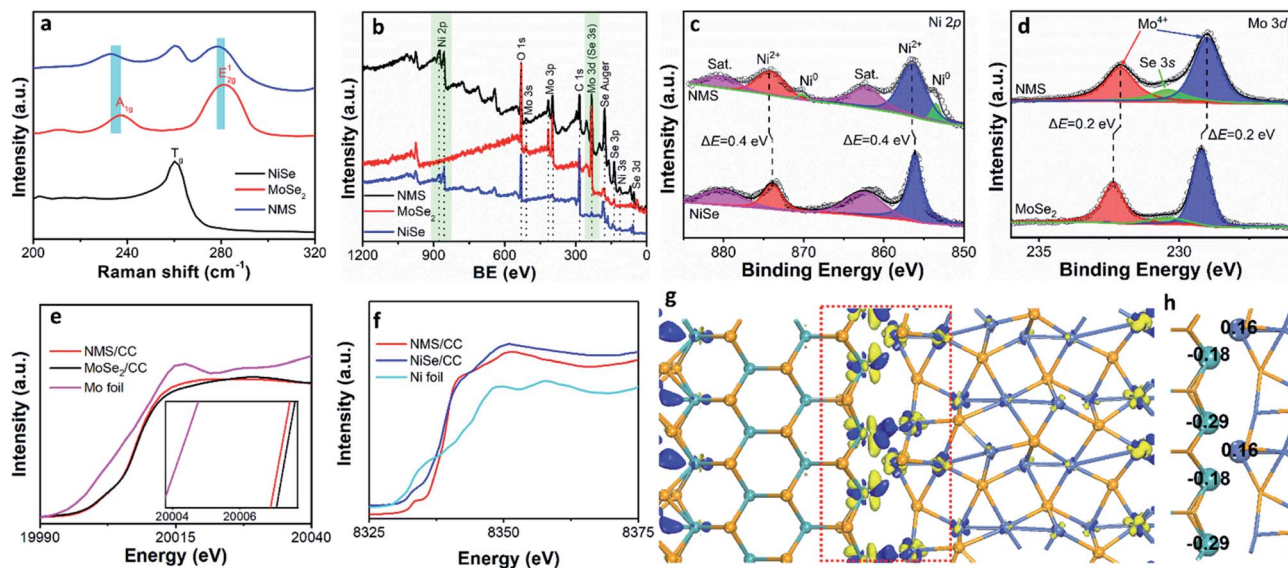 a
A1g
E12g
Tg
NiSe
MoSe2
NMS
200 240 280 320
Raman shift (cm-1)
Intensity (a.u.)
b
Ni 2p
O 1s
Mo 3s
Mo 3p
C 1s
Mo 3d (Se 3s)
Se Auger
Se 3p
Ni 3s
Se 3d
NMS
MoSe2
NiSe
1200 900 600 300 0
BE (eV)
Intensity (a.u.)
c
Ni 2p
Sat. Ni2+ Ni0 Sat. Ni2+ Ni0
NMS
ΔE=0.4 eV ΔE=0.4 eV
NiSe
880 870 860 850
Binding Energy (eV)
Intensity (a.u.)
d
Mo 3d
Mo4+
Se 3s
NMS
ΔE=0.2 eV ΔE=0.2 eV
MoSe2
235 230
Binding Energy (eV)
Intensity (a.u.)
e
NMS/CC
MoSe2/CC
Mo foil
20004 20006
19990 20015 20040
Energy (eV)
Intensity (a.u.)
f
NMS/CC
NiSe/CC
Ni foil
8325 8350 8375
Energy (eV)
Intensity (a.u.)
g
h
0.16
-0.18
-0.29
0.16
-0.18
-0.29